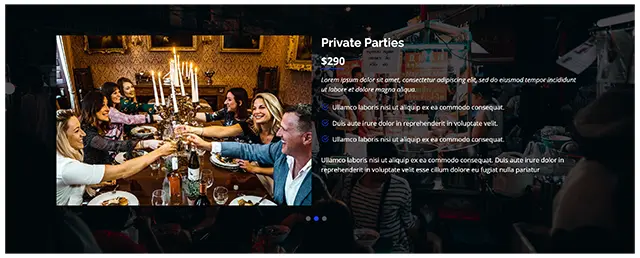 Private Parties
$290
Lorem ipsum dolor sit amet, consectetur adipiscing elit, sed do eiusmod tempor incididunt
ut labore et dolore magna aliqua.
Ullamco laboris nisi ut aliquip ex ea commodo consequat.
Duis aute irure dolor in reprehenderit in voluptate velit.
Ullamco laboris nisi ut aliquip ex ea commodo consequat.
Ullamco laboris nisi ut aliquip ex ea commodo consequat. Duis aute irure dolor in
reprehenderit in voluptate velit esse cillum dolore eu fugiat nulla pariatur